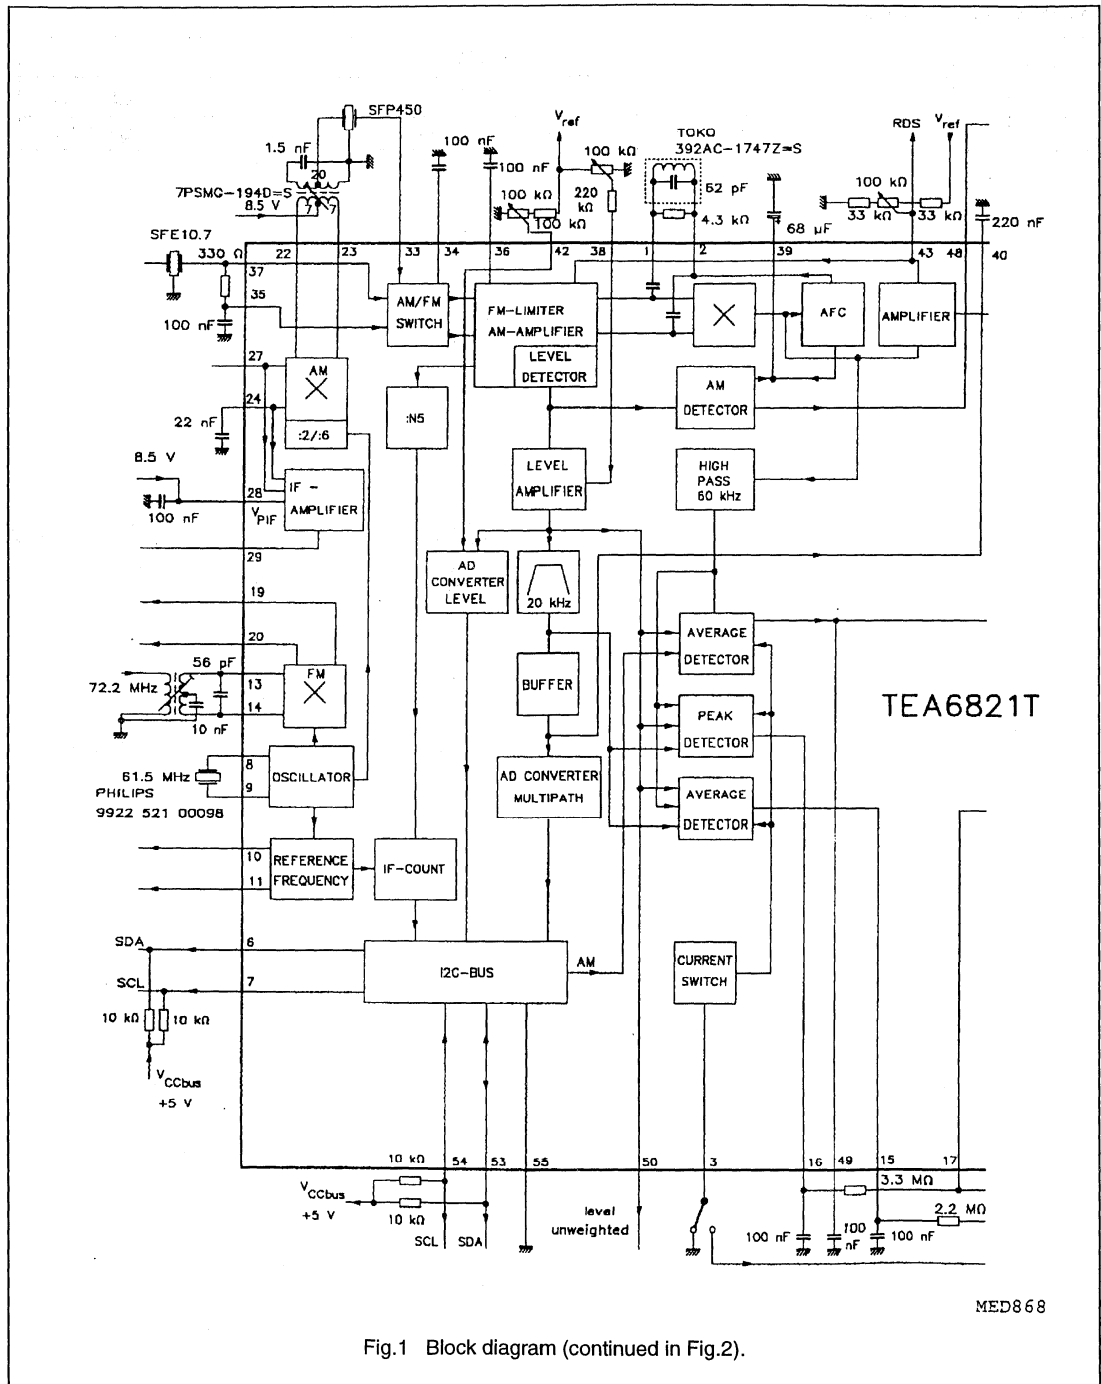 SFP450
1.5 nF
20
7PSMG-194D=S
8.5 V
7 7
SFE10.7
330 Ω
100 nF
100 nF
Vref
100 kΩ
220 kΩ
100 kΩ
100 kΩ
TOKO
392AC-1747Z=S
62 pF
4.3 kΩ
68 µF
RDS
Vref
100 kΩ
33 kΩ
33 kΩ
220 nF
22
23
33
34
36
42
38
1
2
39
43
48
40
37
35
100 nF
AM/FM
SWITCH
FM-LIMITER
AM-AMPLIFIER
LEVEL
DETECTOR
AFC
AMPLIFIER
27
AM
24
:2/:6
22 nF
:N5
AM
DETECTOR
8.5 V
28
VPIF
100 nF
IF-
AMPLIFIER
29
LEVEL
AMPLIFIER
HIGH
PASS
60 kHz
AD
CONVERTER
LEVEL
20 kHz
19
20
AVERAGE
DETECTOR
56 pF
FM
72.2 MHz
13
14
10 nF
BUFFER
PEAK
DETECTOR
TEA6821T
8
61.5 MHz
PHILIPS
9922 521 00098
9
OSCILLATOR
AD CONVERTER
MULTIPATH
AVERAGE
DETECTOR
10
11
REFERENCE
FREQUENCY
IF-COUNT
SDA
6
SCL
7
I2C-BUS
AM
CURRENT
SWITCH
10 kΩ
10 kΩ
VCCbus
+5 V
10 kΩ
54
53
55
50
3
16
49
15
17
VCCbus
+5 V
10 kΩ
SCL
SDA
level
unweighted
3.3 MΩ
2.2 MΩ
100 nF
100 nF
100 nF
MED868
Fig.1 Block diagram (continued in Fig.2).